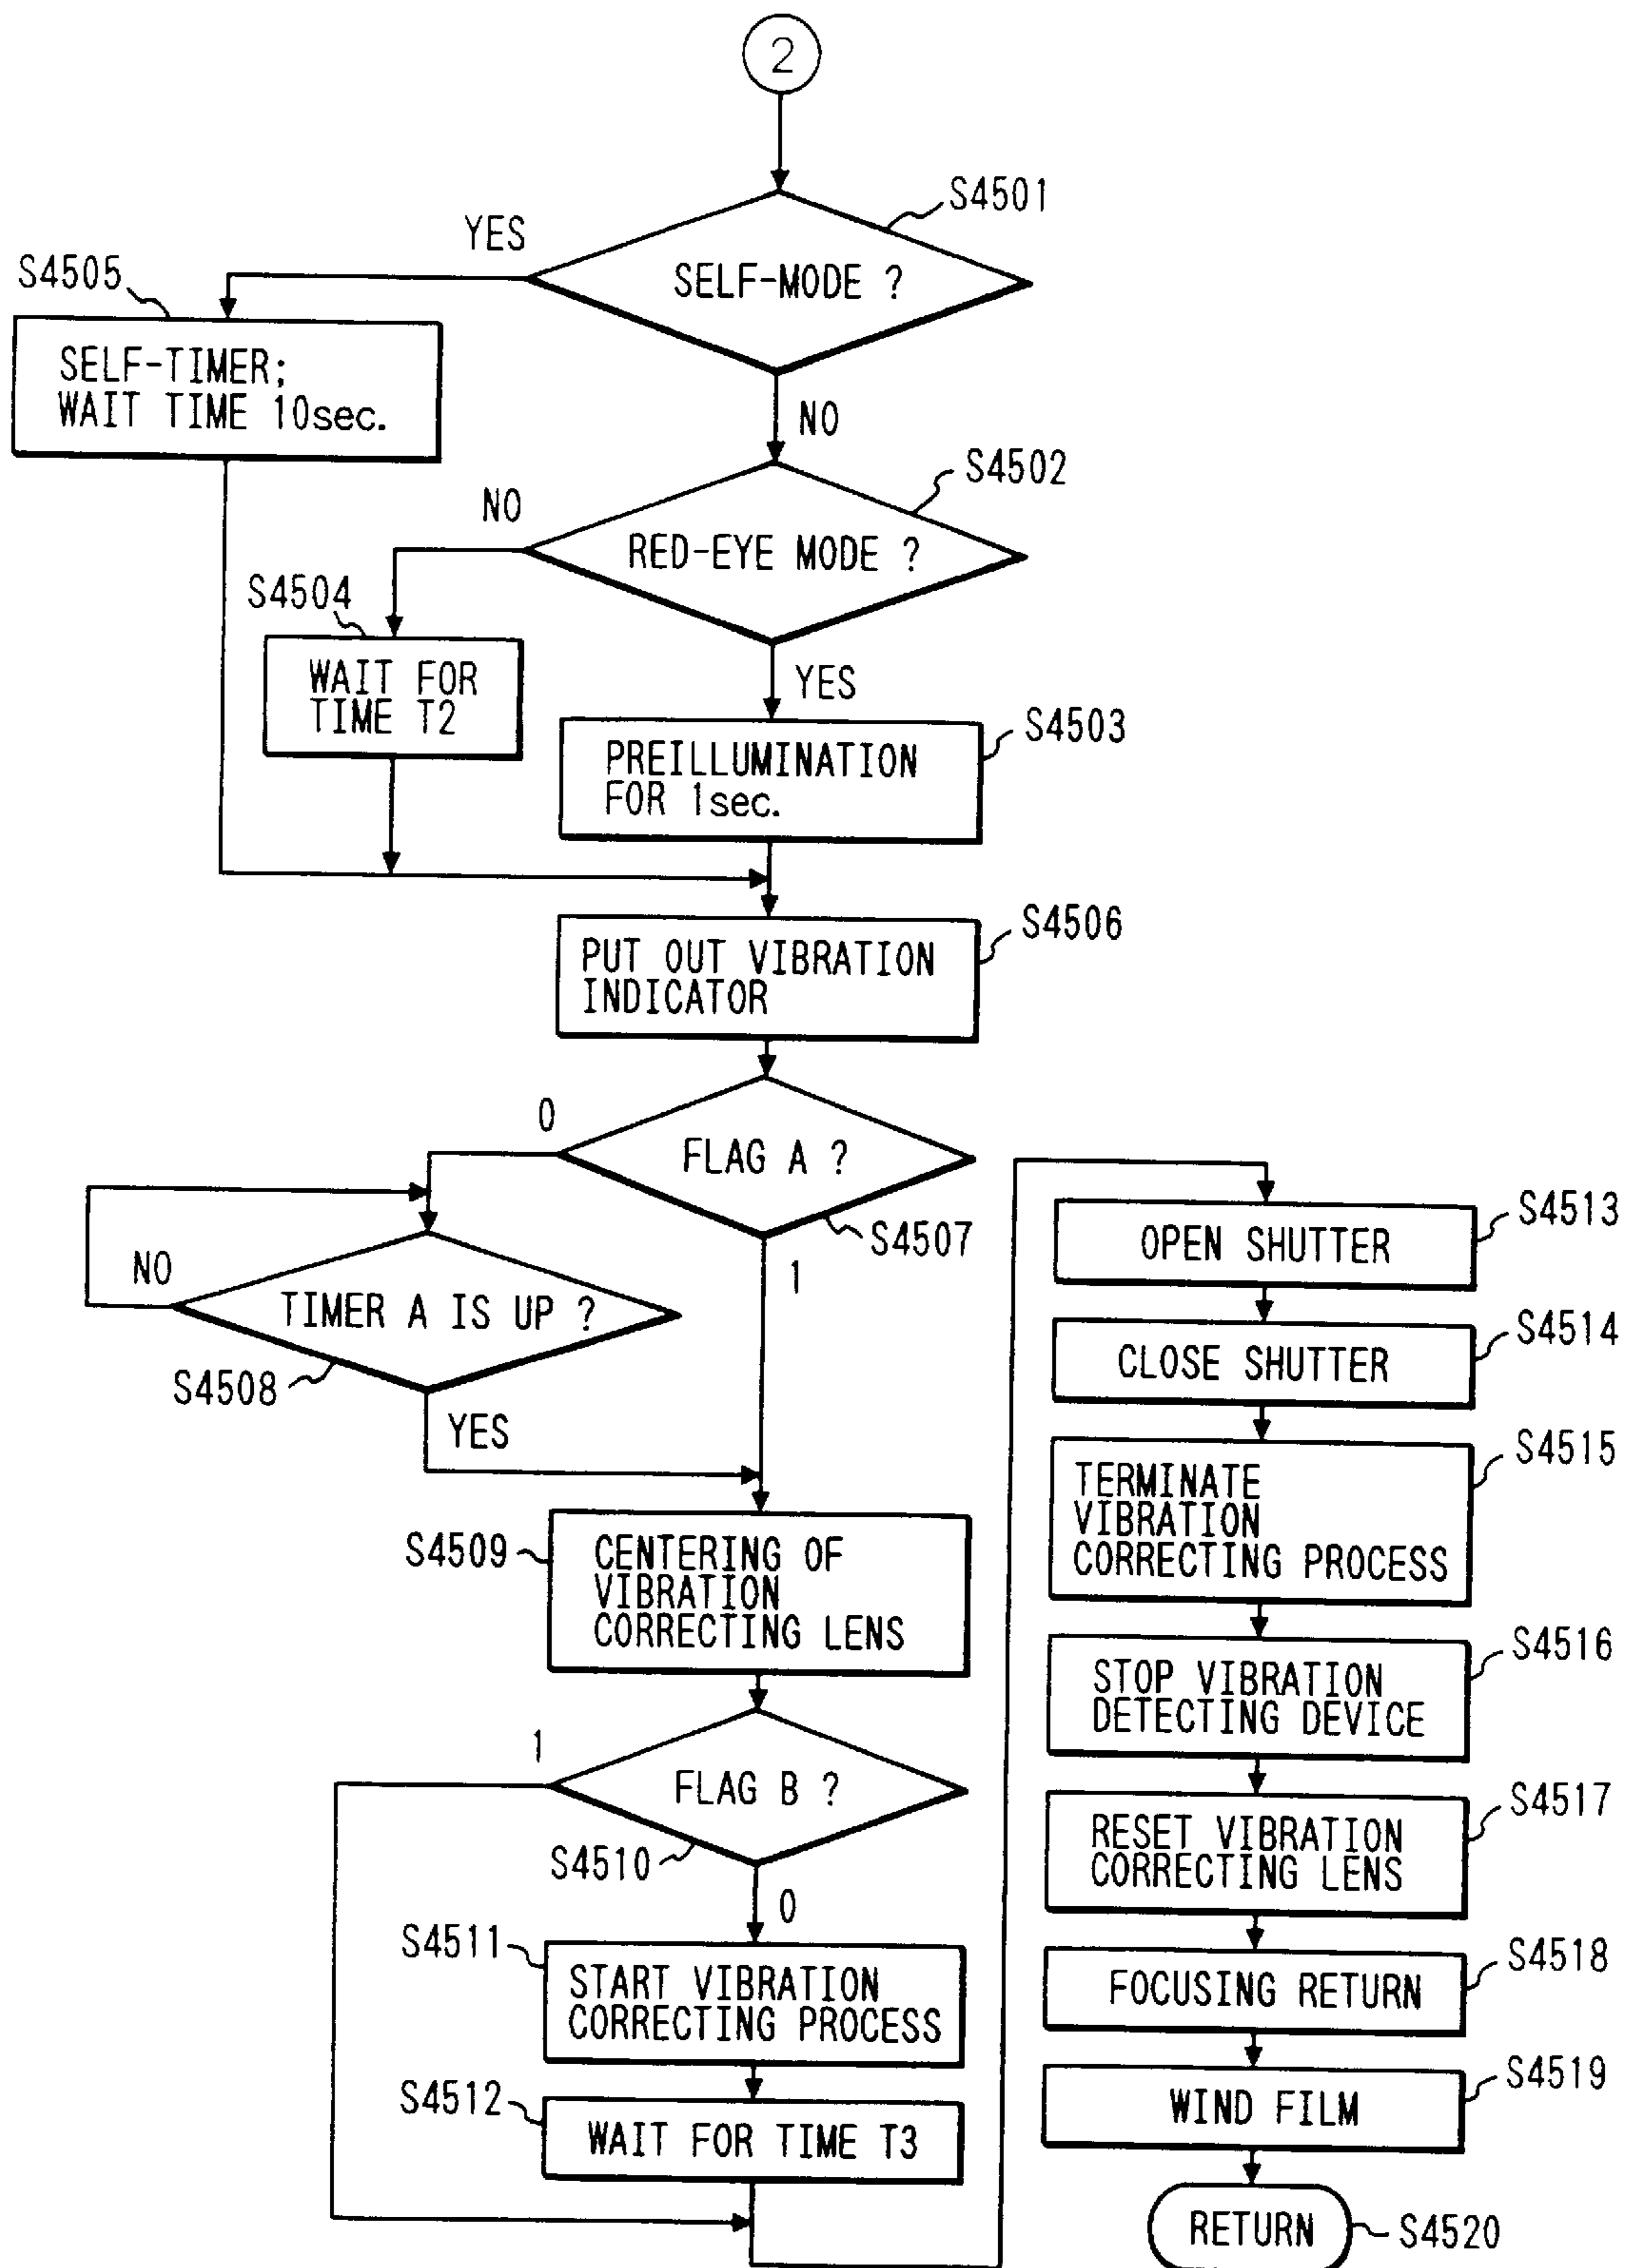 2
S4501
YES
SELF-MODE ?
S4505
SELF-TIMER;
WAIT TIME 10sec.
NO
S4502
NO
RED-EYE MODE ?
S4504
WAIT FOR
TIME T2
YES
S4503
PREILLUMINATION
FOR 1sec.
S4506
PUT OUT VIBRATION
INDICATOR
0
FLAG A ?
S4507
1
NO
TIMER A IS UP ?
S4508
YES
S4509
CENTERING OF
VIBRATION
CORRECTING LENS
1
FLAG B ?
S4510
0
S4511
START VIBRATION
CORRECTING PROCESS
S4512
WAIT FOR TIME T3
S4513
OPEN SHUTTER
S4514
CLOSE SHUTTER
S4515
TERMINATE
VIBRATION
CORRECTING PROCESS
S4516
STOP VIBRATION
DETECTING DEVICE
S4517
RESET VIBRATION
CORRECTING LENS
S4518
FOCUSING RETURN
S4519
WIND FILM
RETURN
S4520